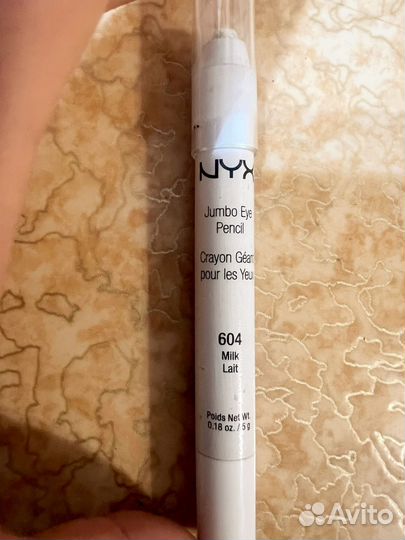 NYX
Jumbo Eye
Pencil
Crayon Géant
pour les Yeux
604
Milk
Lait
Poids Net Wt.
0.18 oz. / 5 g
Avito